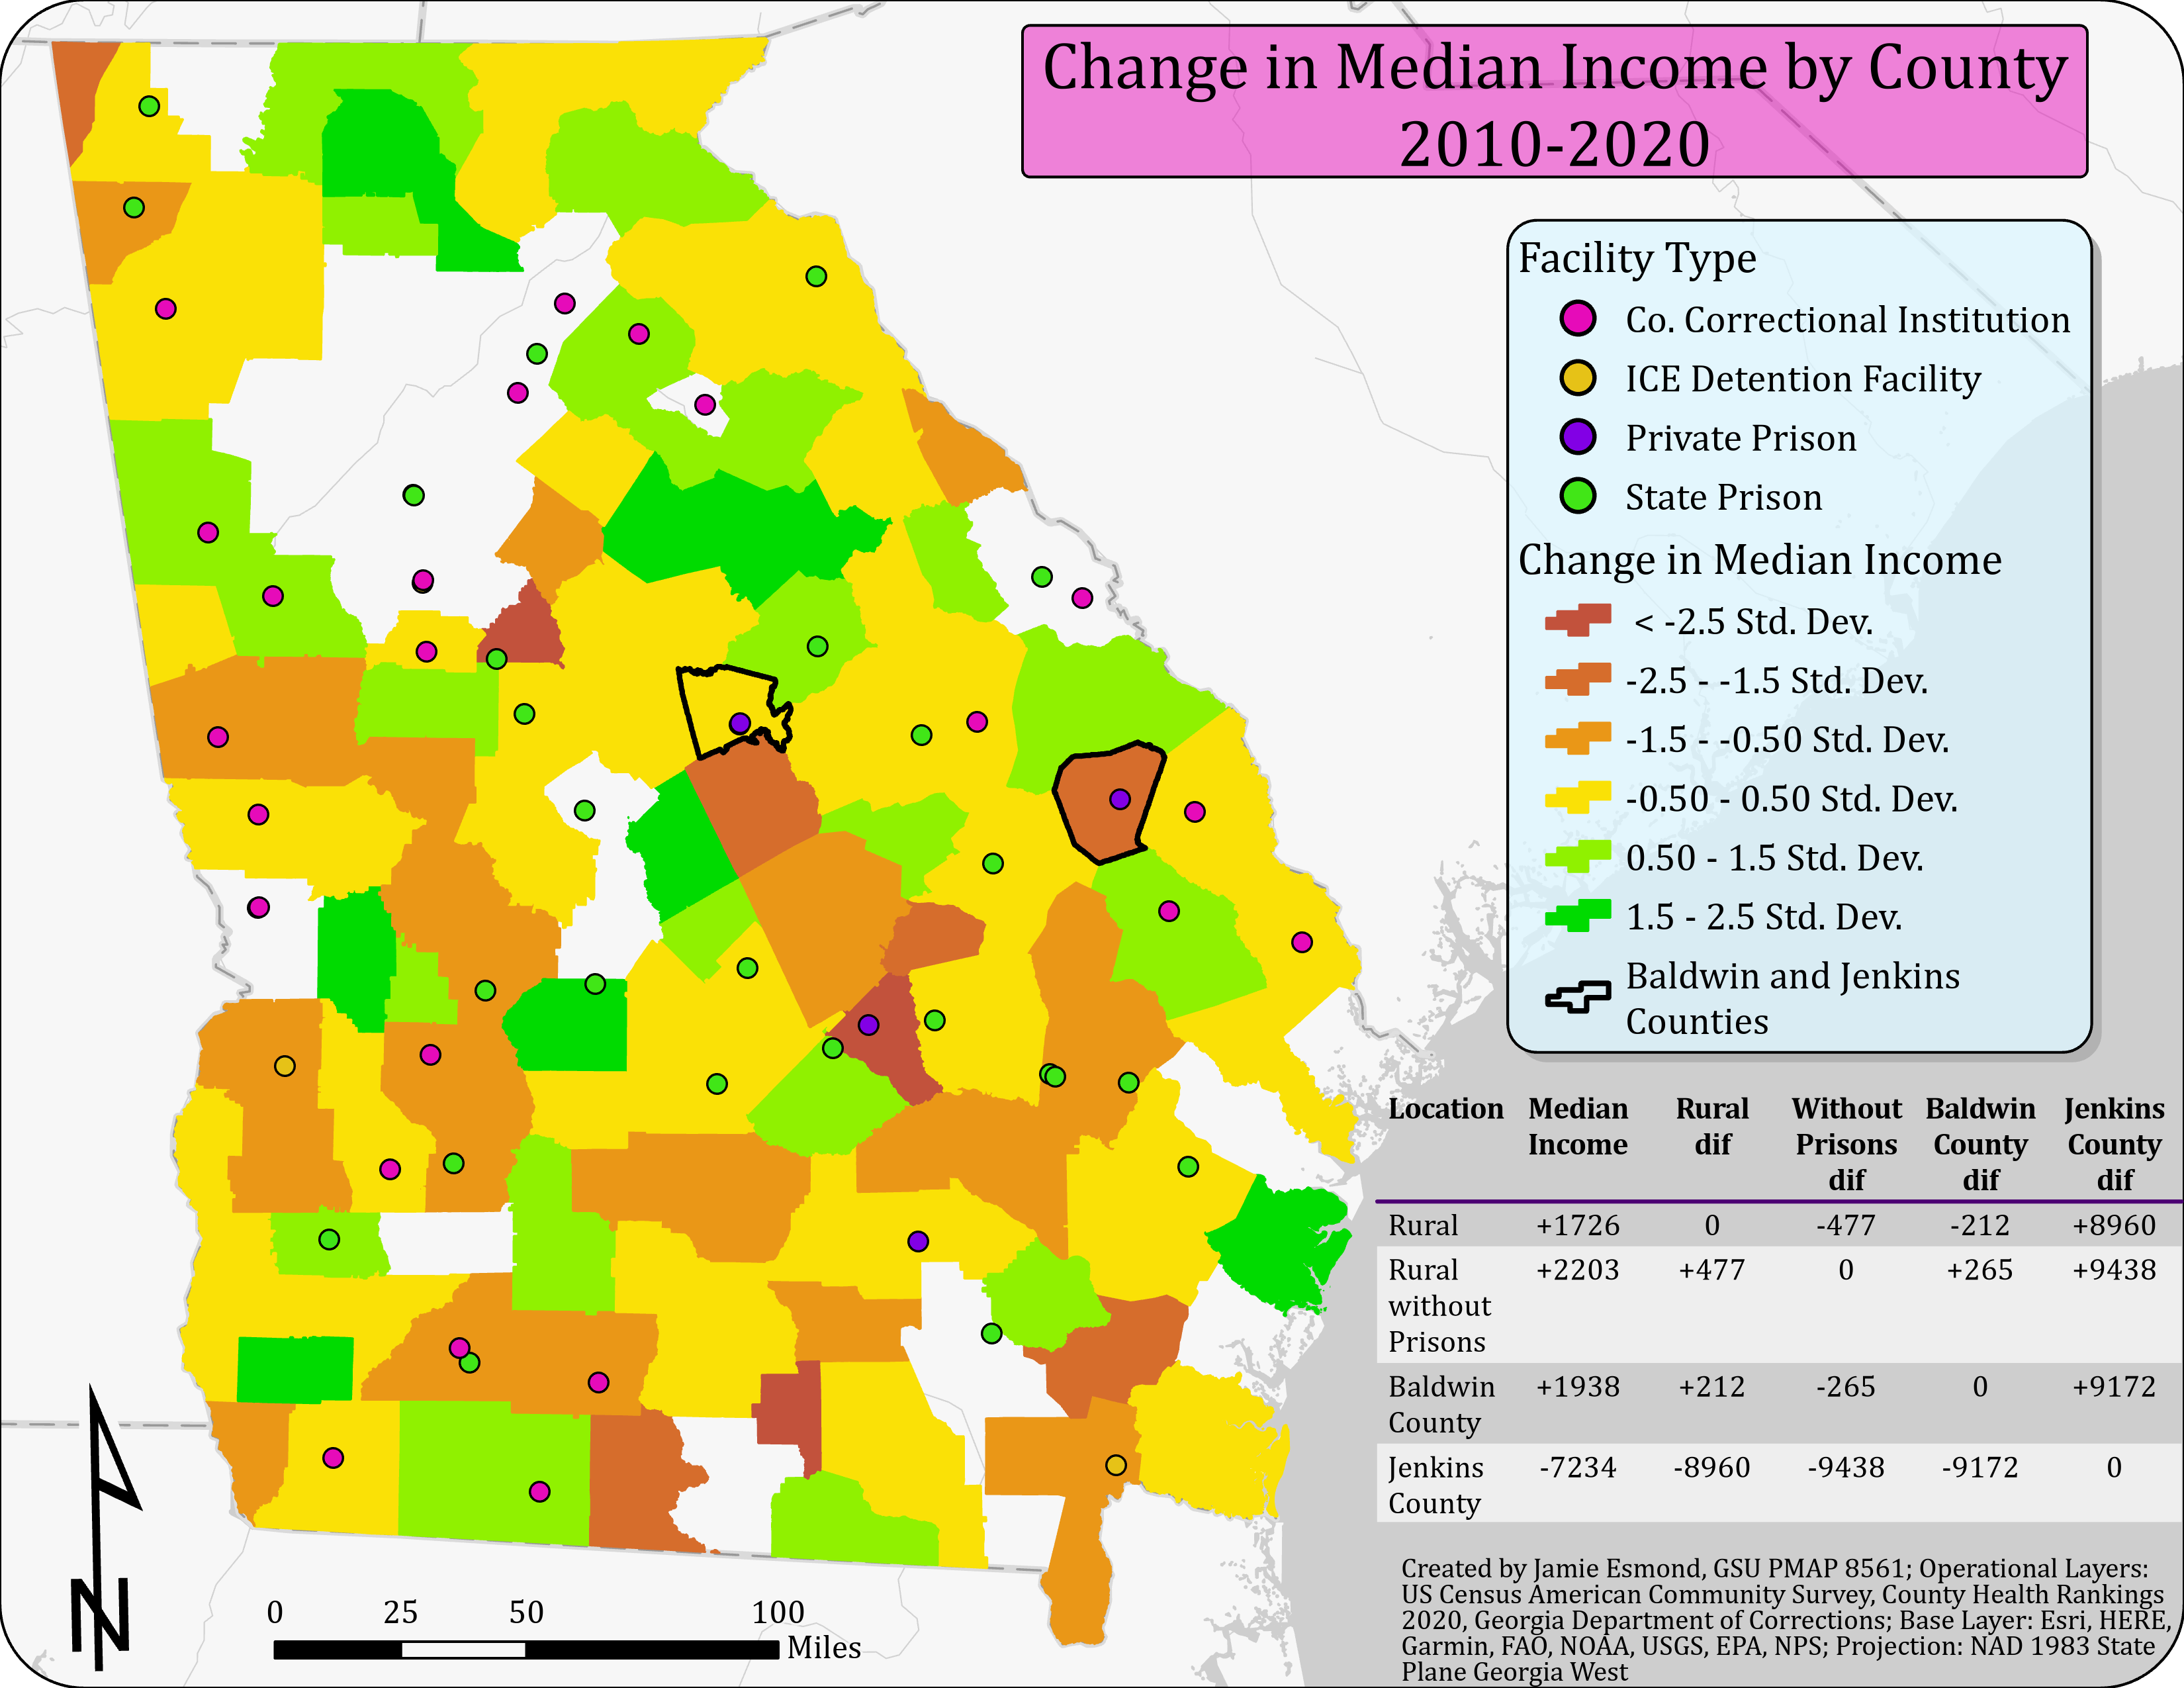 Change in Median Income by County
2010-2020
Facility Type
Co. Correctional Institution
ICE Detention Facility
Private Prison
State Prison
Change in Median Income
< -2.5 Std. Dev.
-2.5 - -1.5 Std. Dev.
-1.5 - -0.50 Std. Dev.
-0.50 - 0.50 Std. Dev.
0.50 - 1.5 Std. Dev.
1.5 - 2.5 Std. Dev.
Baldwin and Jenkins
Counties
Location Median Rural Without Baldwin Jenkins
Income dif Prisons County County
dif dif dif
Rural +1726 0 -477 -212 +8960
Rural +2203 +477 0 +265 +9438
without
Prisons
Baldwin +1938 +212 -265 0 +9172
County
Jenkins -7234 -8960 -9438 -9172 0
County
N
0 25 50 100
Miles
Created by Jamie Esmond, GSU PMAP 8561; Operational Layers:
US Census American Community Survey, County Health Rankings
2020, Georgia Department of Corrections; Base Layer: Esri, HERE,
Garmin, FAO, NOAA, USGS, EPA, NPS; Projection: NAD 1983 State
Plane Georgia West